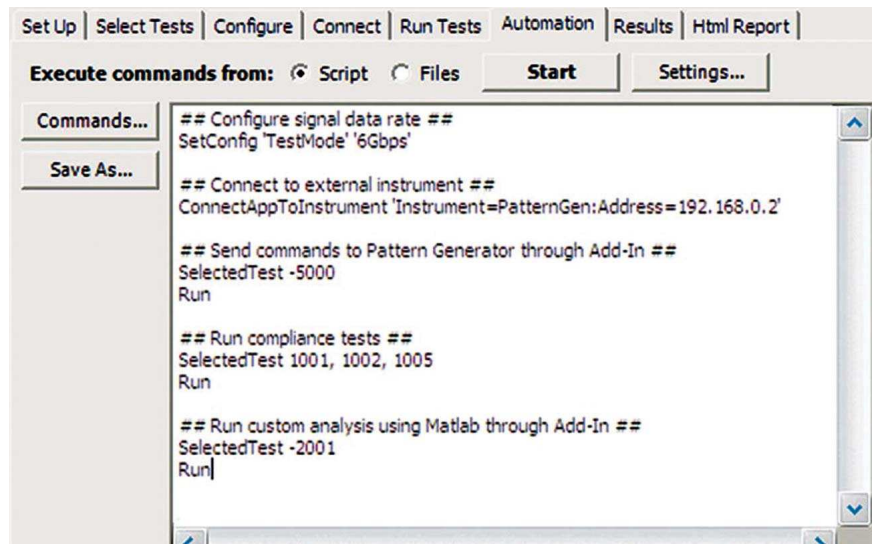 Set Up Select Tests Configure Connect Run Tests Automation Results Html Report
Execute commands from: Script Files Start Settings...
Commands...
Save As...
## Configure signal data rate ##
SetConfig 'TestMode' '6Gbps'
## Connect to external instrument ##
ConnectAppToInstrument 'Instrument=PatternGen:Address=192.168.0.2'
## Send commands to Pattern Generator through Add-In ##
SelectedTest -5000
Run
## Run compliance tests ##
SelectedTest 1001, 1002, 1005
Run
## Run custom analysis using Matlab through Add-In ##
SelectedTest -2001
Run